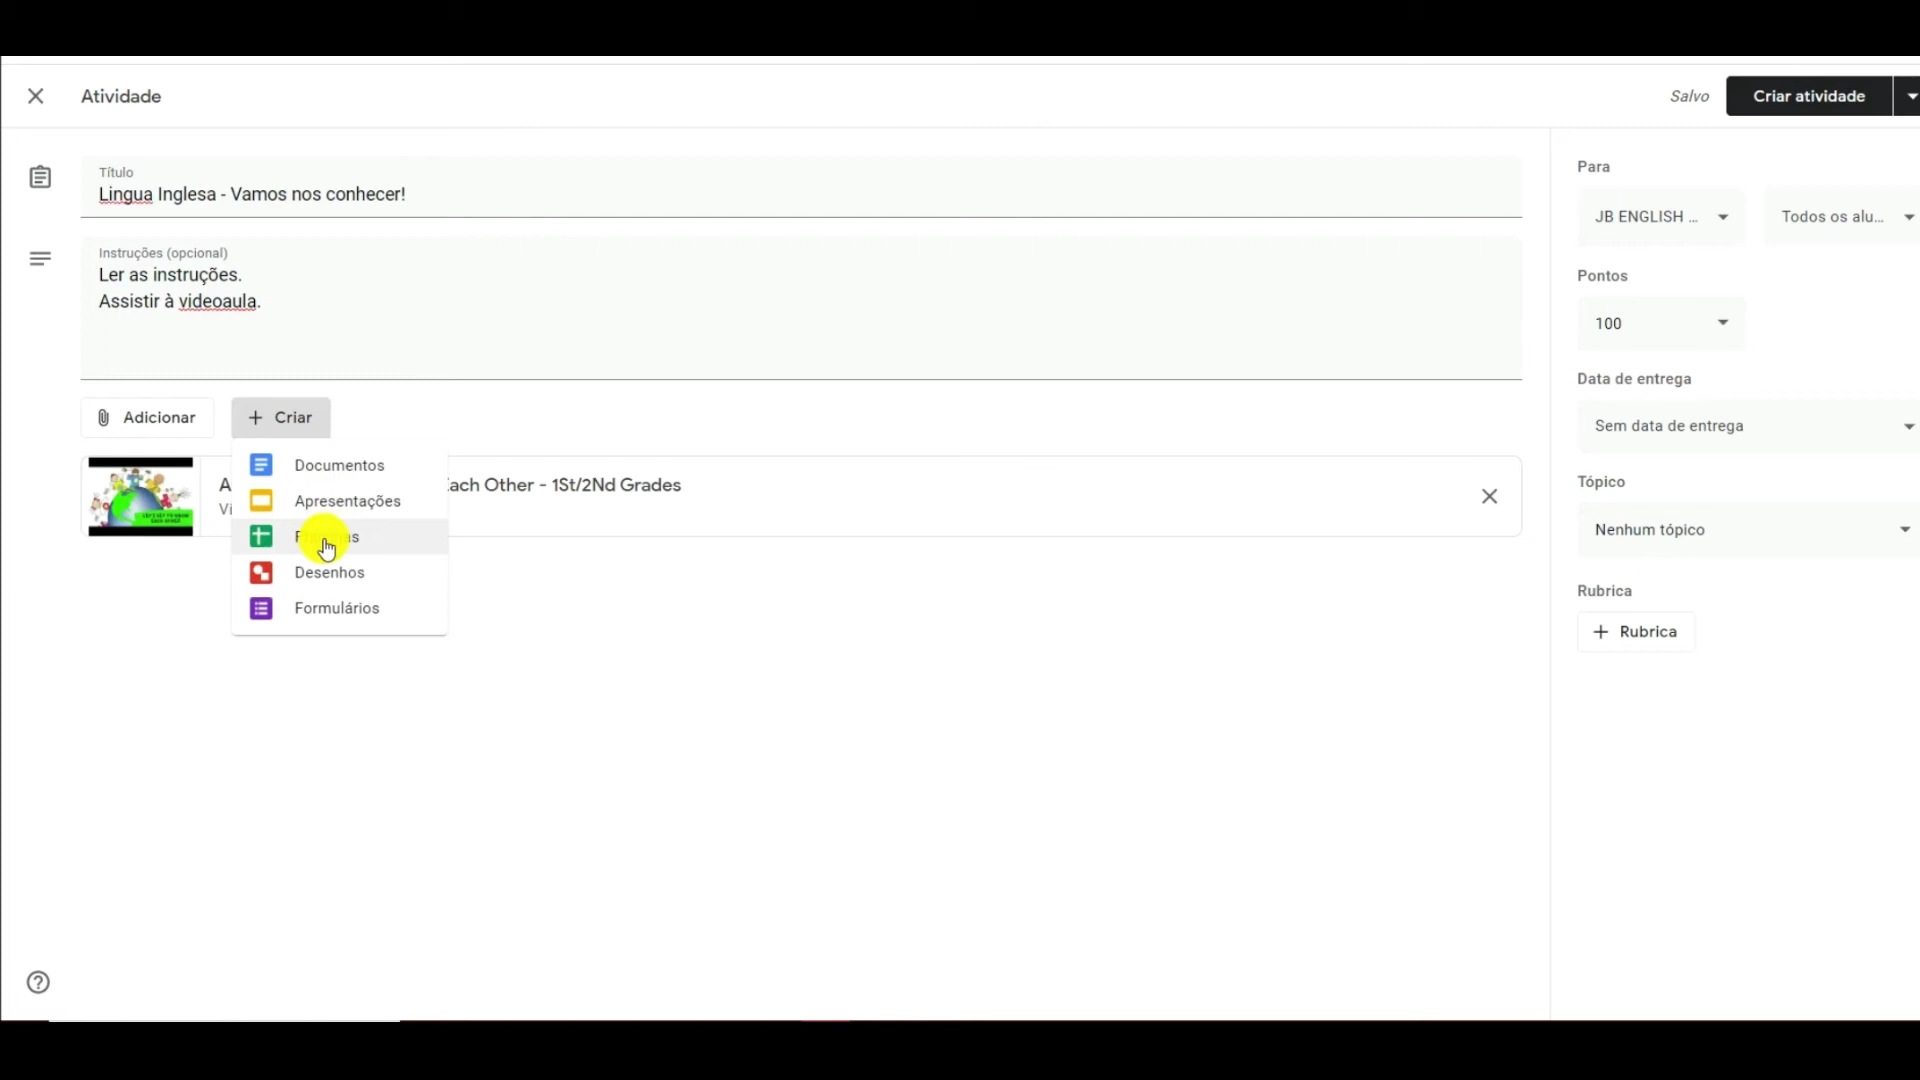 Atividade
Salvo
Criar atividade
Título
Lingua Inglesa - Vamos nos conhecer!
Instruções (opcional)
Ler as instruções.
Assistir à videoaula.
Adicionar
Criar
Documentos
Apresentações
Desenhos
Formulários
A
Each Other - 1St/2Nd Grades
Ví
Para
JB ENGLISH ...
Todos os alu...
Pontos
100
Data de entrega
Sem data de entrega
Tópico
Nenhum tópico
Rubrica
Rubrica